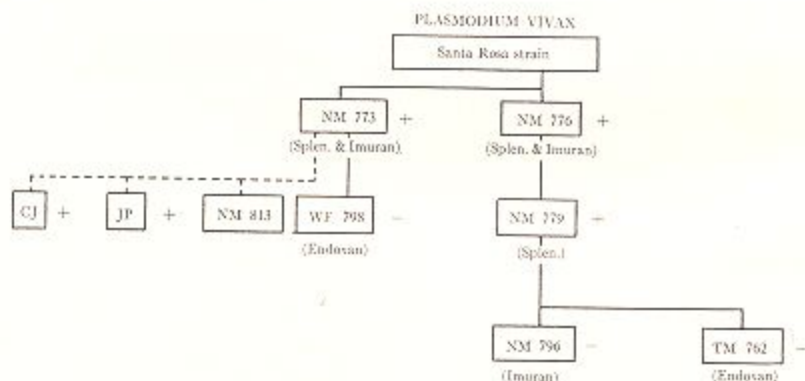 PLASMODIUM VIVAX
Santa Rosa strain
NM 773 + NM 776 +
(Splen. & Imuran) (Splen. & Imuran)
CJ + JP + NM 813 WF 798 – NM 779 +
(Endoxan) (Splen.)
NM 796 – TM 762 –
(Imuran) (Endoxan)